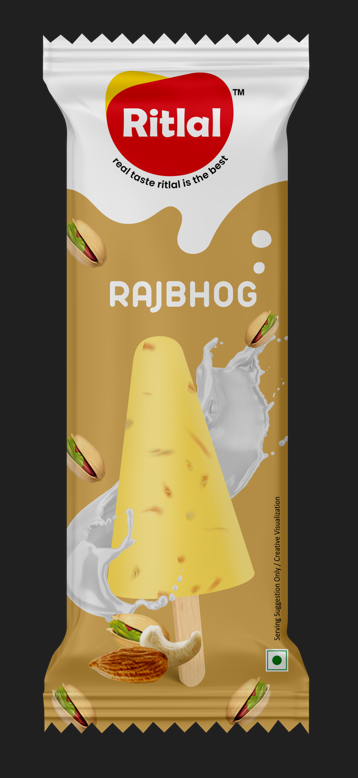 Ritlal
TM
real taste ritlal is the best
RAJBHOG
Serving Suggestion Only / Creative Visualization